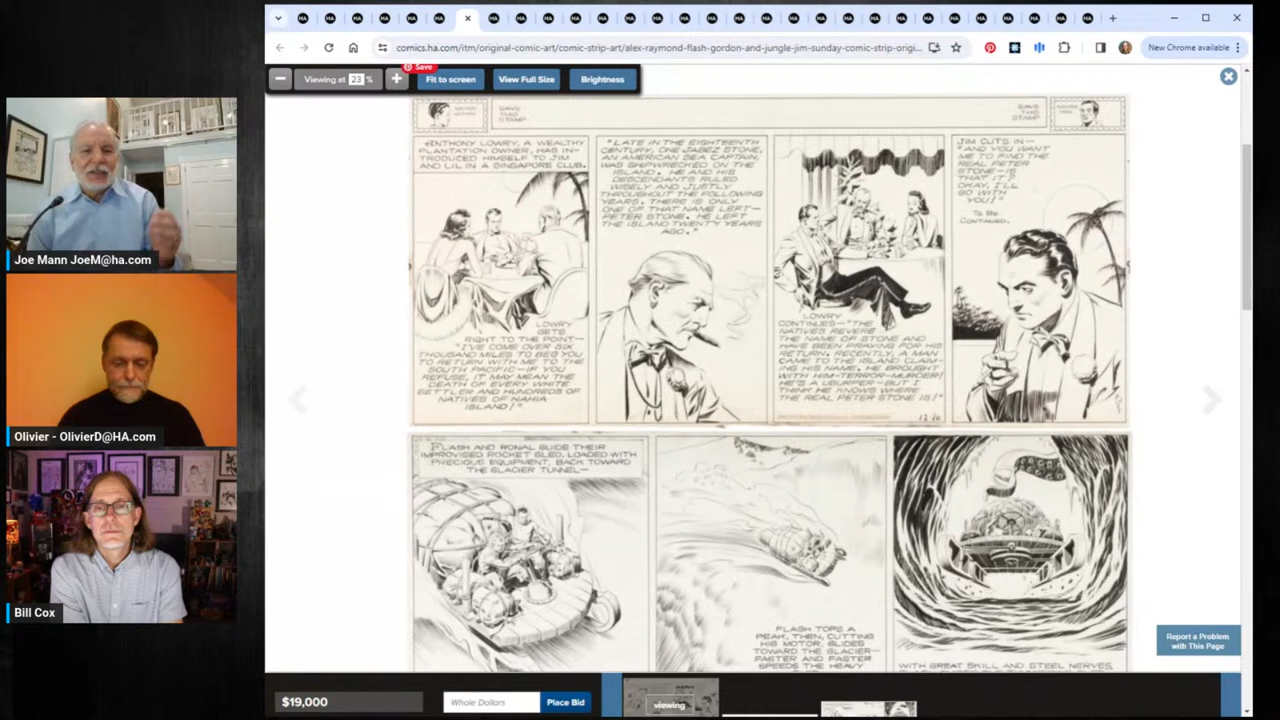 New Chrome available
comics.ha.com/itm/original-comic-art/comic-strip-art/alex-raymond-flash-gordon-and-jungle-jim-sunday-comic-strip-origi...
Save
Viewing at 23 %
Fit to screen
View Full Size
Brightness
SAVE
THIS
STAMP
SAVE
THIS
STAMP
ANTHONY LOWRY, A WEALTHY
PLANTATION OWNER, HAS IN-
TRODUCED HIMSELF TO JIM
AND LIL IN A SINGAPORE CLUB.
LOWRY
GETS
RIGHT TO THE POINT—
"I'VE COME OVER SIX
THOUSAND MILES TO BEG YOU
TO RETURN WITH ME TO THE
SOUTH PACIFIC—IF YOU
REFUSE, IT MAY MEAN THE
DEATH OF EVERY WHITE
SETTLER AND HUNDREDS OF
NATIVES OF NAHIA
ISLAND!"
"LATE IN THE EIGHTEENTH
CENTURY, ONE JABEZ STONE,
AN AMERICAN SEA CAPTAIN,
WAS SHIPWRECKED ON THE
ISLAND. HE AND HIS
DESCENDANTS RULED
WISELY AND JUSTLY
THROUGHOUT THE FOLLOWING
YEARS. THERE IS ONLY
ONE OF THAT NAME LEFT—
PETER STONE. HE LEFT
THE ISLAND TWENTY YEARS
AGO."
LOWRY
CONTINUES—"THE
NATIVES REVERE
THE NAME OF STONE AND
HAVE BEEN PRAYING FOR HIS
RETURN. RECENTLY, A MAN
CAME TO THE ISLAND CLAIM-
ING HIS NAME. HE BROUGHT
WITH HIM—TERROR—MURDER!
HE'S A USURPER—BUT I
THINK HE KNOWS WHERE
THE REAL PETER STONE IS!"
12-10
JIM CUTS IN—
"AND YOU WANT
ME TO FIND THE
REAL PETER
STONE—IS
THAT IT?
OKAY, I'LL
GO WITH
YOU!"
TO BE
CONTINUED.
FLASH AND RONAL GUIDE THEIR
IMPROVISED ROCKET SLED, LOADED WITH
PRECIOUS EQUIPMENT, BACK TOWARD
THE GLACIER TUNNEL—
FLASH TOPS A
PEAK, THEN, CUTTING
HIS MOTOR, GLIDES
TOWARD THE GLACIER—
FASTER AND FASTER
SPEEDS THE HEAVY
WITH GREAT SKILL AND STEEL NERVES,
Report a Problem
with This Page
$19,000
Whole Dollars
Place Bid
viewing
Joe Mann JoeM@ha.com
Olivier - OlivierD@HA.com
Bill Cox